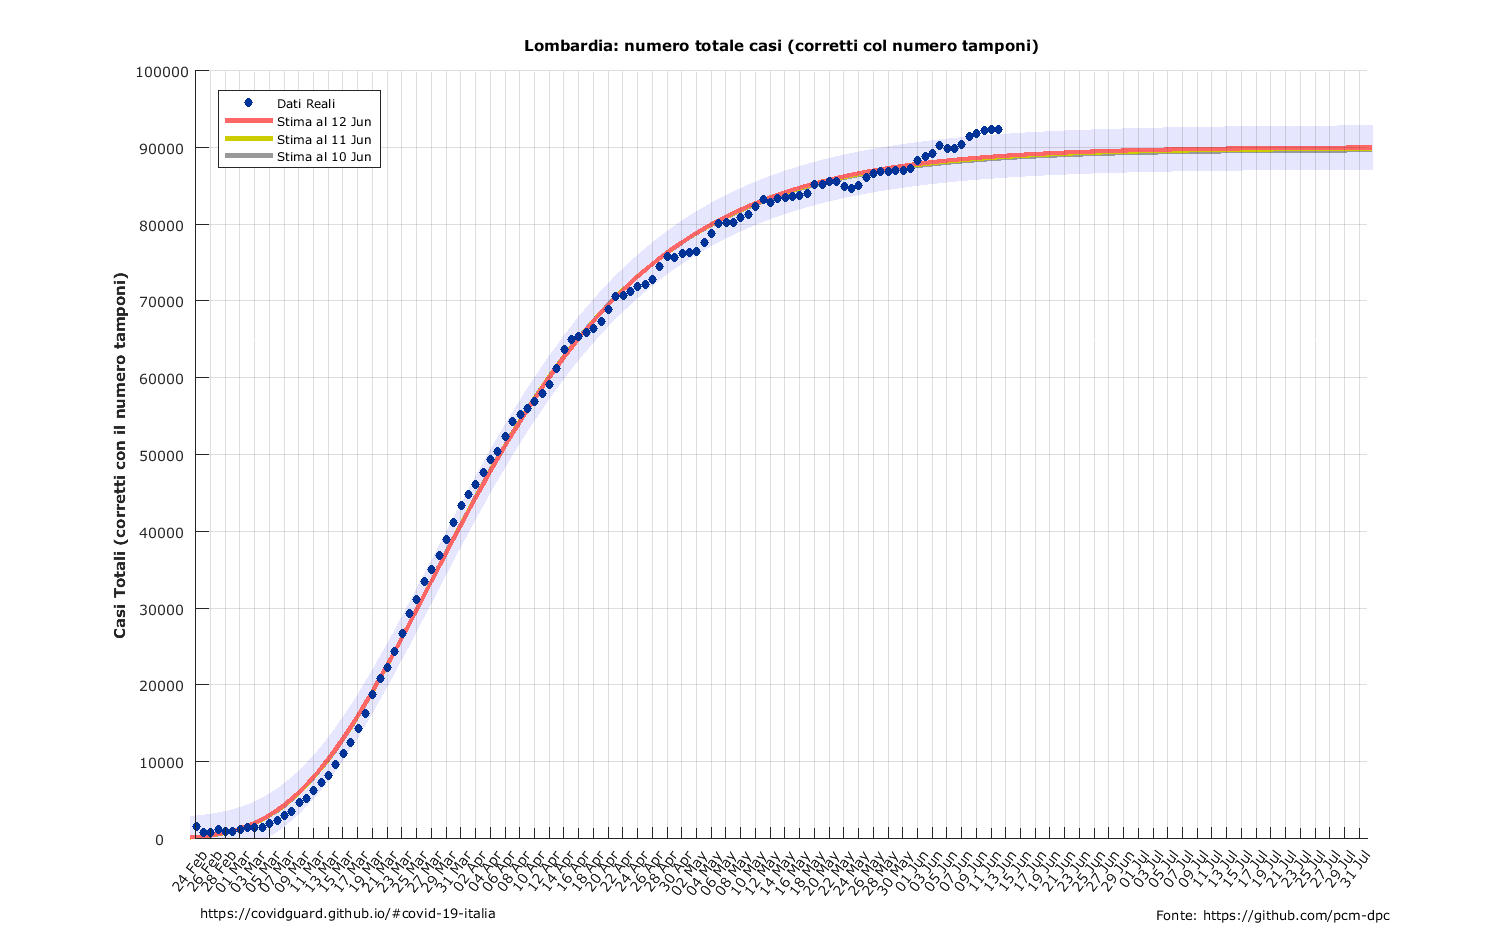 Lombardia: numero totale casi (corretti col numero tamponi)
Dati Reali
Stima al 12 Jun
Stima al 11 Jun
Stima al 10 Jun
Casi Totali (corretti con il numero tamponi)
100000
90000
80000
70000
60000
50000
40000
30000
20000
10000
0
24 Feb
26 Feb
28 Feb
01 Mar
03 Mar
05 Mar
07 Mar
09 Mar
11 Mar
13 Mar
15 Mar
17 Mar
19 Mar
21 Mar
23 Mar
25 Mar
27 Mar
29 Mar
31 Mar
02 Apr
04 Apr
06 Apr
08 Apr
10 Apr
12 Apr
14 Apr
16 Apr
18 Apr
20 Apr
22 Apr
24 Apr
26 Apr
28 Apr
30 Apr
02 May
04 May
06 May
08 May
10 May
12 May
14 May
16 May
18 May
20 May
22 May
24 May
26 May
28 May
30 May
01 Jun
03 Jun
05 Jun
07 Jun
09 Jun
11 Jun
13 Jun
15 Jun
17 Jun
19 Jun
21 Jun
23 Jun
25 Jun
27 Jun
29 Jun
01 Jul
03 Jul
05 Jul
07 Jul
09 Jul
11 Jul
13 Jul
15 Jul
17 Jul
19 Jul
21 Jul
23 Jul
25 Jul
27 Jul
29 Jul
31 Jul
https://covidguard.github.io/#covid-19-italia
Fonte: https://github.com/pcm-dpc